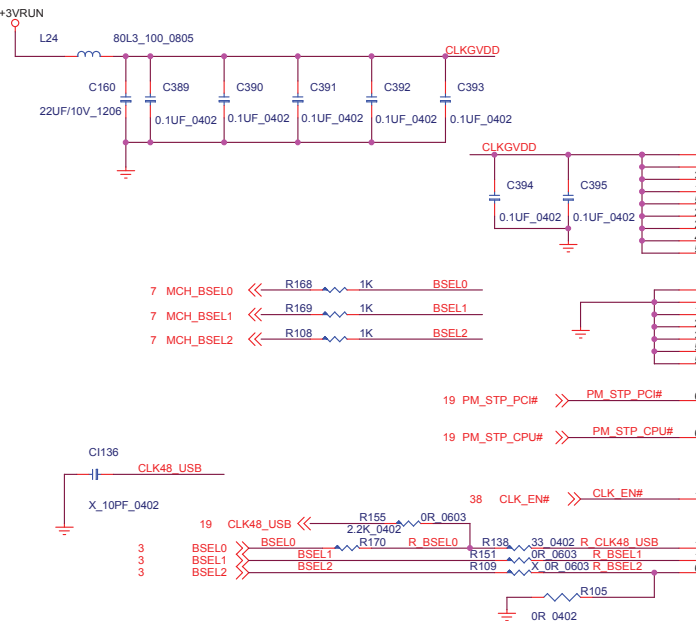 +3VRUN
L24 80L3_100_0805
CLKGVDD
C160 C389 C390 C391 C392 C393
22UF/10V_1206
0.1UF_0402 0.1UF_0402 0.1UF_0402 0.1UF_0402 0.1UF_0402
CLKGVDD
C394 C395
0.1UF_0402 0.1UF_0402
7 MCH_BSEL0 R168 1K BSEL0
7 MCH_BSEL1 R169 1K BSEL1
7 MCH_BSEL2 R108 1K BSEL2
19 PM_STP_PCI# PM_STP_PCI#
19 PM_STP_CPU# PM_STP_CPU#
CI136
CLK48_USB
X_10PF_0402
38 CLK_EN# CLK_EN#
19 CLK48_USB R155 0R_0603
2.2K_0402
3 BSEL0 BSEL0 R170 R_BSEL0 R138 33_0402 R_CLK48_USB
3 BSEL1 BSEL1 R151 0R_0603 R_BSEL1
3 BSEL2 BSEL2 R109 X_0R_0603 R_BSEL2
R105
0R_0402